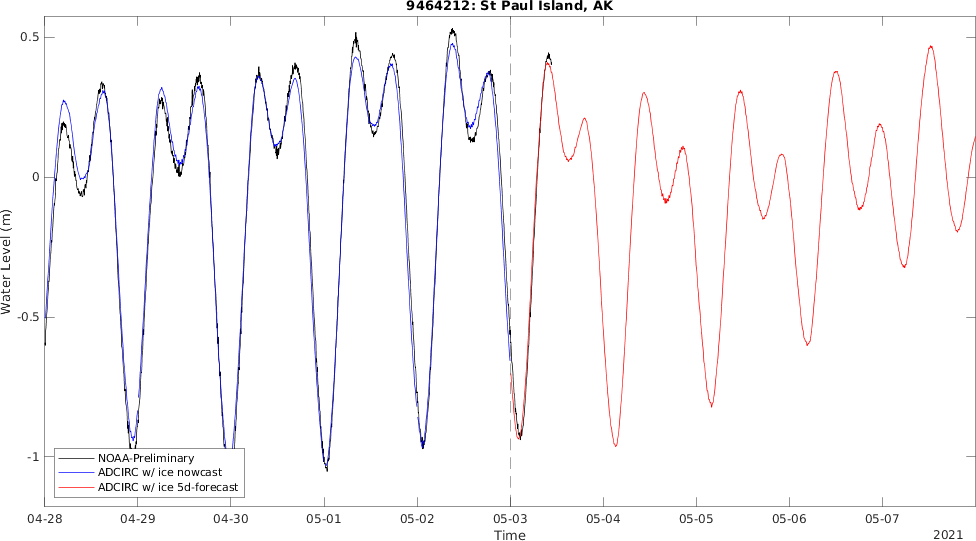 9464212: St Paul Island, AK
0.5
0
-0.5
-1
Water Level (m)
NOAA-Preliminary
ADCIRC w/ ice nowcast
ADCIRC w/ ice 5d-forecast
04-28 04-29 04-30 05-01 05-02 05-03 05-04 05-05 05-06 05-07
Time
2021